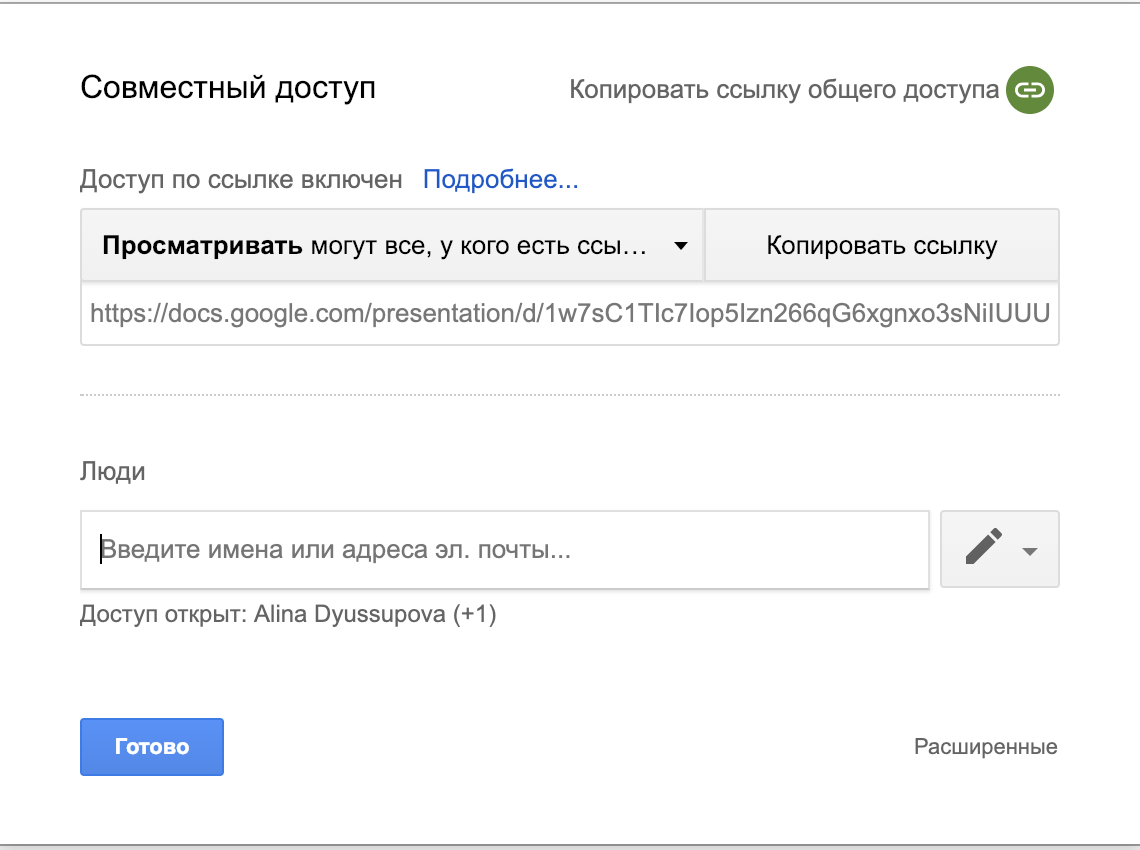 Совместный доступ
Копировать ссылку общего доступа
Доступ по ссылке включен Подробнее...
Просматривать могут все, у кого есть ссы...
Копировать ссылку
https://docs.google.com/presentation/d/1w7sC1TIc7Iop5Izn266qG6xgnxo3sNiIUUU
Люди
Введите имена или адреса эл. почты...
Доступ открыт: Alina Dyussupova (+1)
Готово
Расширенные